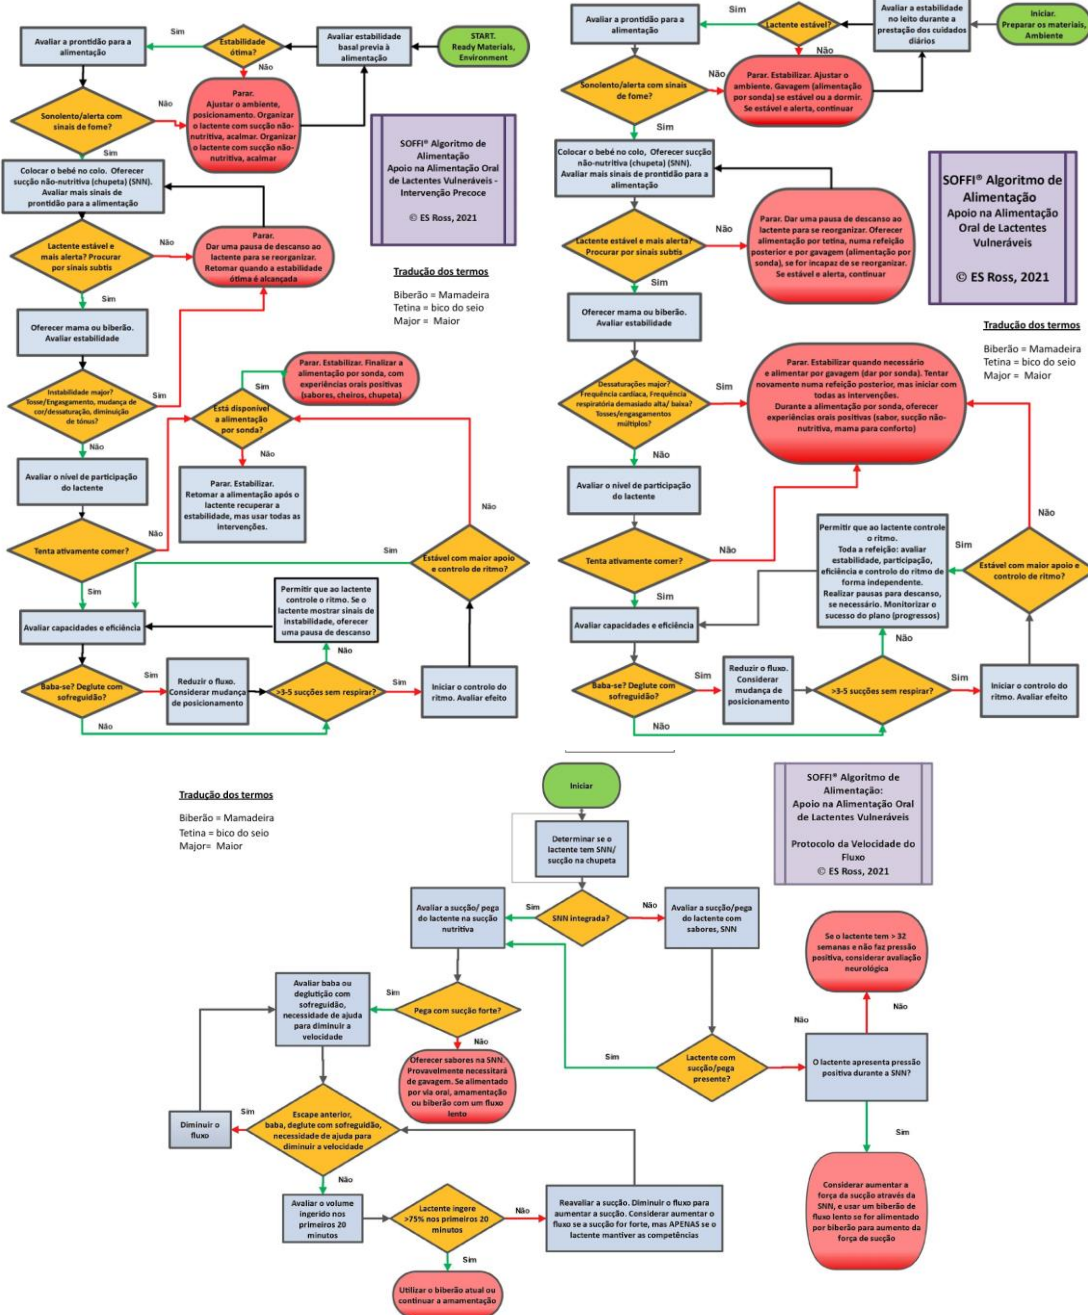 START.
Ready Materials,
Environment
Avaliar estabilidade
basal previa à
alimentação
Estabilidade
ótima?
Sim
Não
Avaliar a prontidão para a
alimentação
Parar.
Ajustar o ambiente,
posicionamento. Organizar
o lactente com sucção não-
nutritiva, acalmar. Organizar
o lactente com sucção não-
nutritiva, acalmar
Sonolento/alerta com
sinais de fome?
Não
Sim
Colocar o bebé no colo. Oferecer
sucção não-nutritiva (chupeta) (SNN).
Avaliar mais sinais de
prontidão para a alimentação
SOFFI® Algoritmo de
Alimentação
Apoio na Alimentação Oral
de Lactentes Vulneráveis -
Intervenção Precoce
© ES Ross, 2021
Lactente estável e
mais alerta? Procurar
por sinais subtis
Não
Sim
Parar.
Dar uma pausa de descanso ao
lactente para se reorganizar.
Retomar quando a estabilidade
ótima é alcançada
Tradução dos termos
Biberão = Mamadeira
Tetina = bico do seio
Major = Maior
Oferecer mama ou biberão.
Avaliar estabilidade
Instabilidade major?
Tosse/Engasgamento, mudança de
cor/dessaturação, diminuição
de tónus?
Sim
Não
Parar. Estabilizar. Finalizar a
alimentação por sonda, com
experiências orais positivas
(sabores, cheiros, chupeta)
Sim
Está disponível
a alimentação
por sonda?
Não
Parar. Estabilizar.
Retomar a alimentação após o
lactente recuperar a
estabilidade, mas usar todas as
intervenções.
Avaliar o nível de participação
do lactente
Tenta ativamente comer?
Não
Sim
Estável com maior apoio
e controlo de ritmo?
Sim
Não
Permitir que ao lactente
controle o ritmo. Se o
lactente mostrar sinais de
instabilidade, oferecer
uma pausa de descanso
Avaliar capacidades e eficiência
Baba-se? Deglute com
sofreguidão?
Sim
Não
Reduzir o fluxo.
Considerar mudança
de posicionamento
>3-5 sucções sem respirar?
Não
Sim
Iniciar o controlo do
ritmo. Avaliar efeito
Iniciar.
Preparar os materiais,
Ambiente
Avaliar a estabilidade
no leito durante a
prestação dos cuidados
diários
Lactente estável?
Sim
Não
Avaliar a prontidão para a
alimentação
Parar. Estabilizar. Ajustar o
ambiente. Gavagem (alimentação
por sonda) se estável ou a dormir.
Se estável e alerta, continuar
Sonolento/alerta com sinais
de fome?
Não
Sim
Colocar o bebé no colo, Oferecer sucção
não-nutritiva (chupeta) (SNN).
Avaliar mais sinais de prontidão para a
alimentação
SOFFI® Algoritmo de
Alimentação
Apoio na Alimentação
Oral de Lactentes
Vulneráveis
© ES Ross, 2021
Lactente estável e mais alerta?
Procurar por sinais subtis
Não
Sim
Parar. Dar uma pausa de descanso ao
lactente para se reorganizar. Oferecer
alimentação por tetina, numa refeição
posterior e por gavagem (alimentação por
sonda), se for incapaz de se reorganizar.
Se estável e alerta, continuar
Tradução dos termos
Biberão = Mamadeira
Tetina = bico do seio
Major = Maior
Oferecer mama ou biberão.
Avaliar estabilidade
Dessaturações major?
Frequência cardíaca, Frequência
respiratória demasiado alta/ baixa?
Tosses/engasgamentos
múltiplos?
Sim
Não
Parar. Estabilizar quando necessário
e alimentar por gavagem (dar por sonda). Tentar
novamente numa refeição posterior, mas iniciar com
todas as intervenções.
Durante a alimentação por sonda, oferecer
experiências orais positivas (sabor, sucção não-
nutritiva, mama para conforto)
Avaliar o nível de participação
do lactente
Tenta ativamente comer?
Não
Sim
Permitir que ao lactente controle
o ritmo.
Toda a refeição: avaliar
estabilidade, participação,
eficiência e controlo do ritmo de
forma independente.
Realizar pausas para descanso,
se necessário. Monitorizar o
sucesso do plano (progressos)
Sim
Não
Estável com maior apoio e
controlo de ritmo?
Avaliar capacidades e eficiência
Baba-se? Deglute com
sofreguidão?
Sim
Não
Reduzir o fluxo.
Considerar
mudança de
posicionamento
>3-5 sucções sem respirar?
Não
Sim
Iniciar o controlo do
ritmo. Avaliar efeito
Tradução dos termos
Biberão = Mamadeira
Tetina = bico do seio
Major= Maior
Iniciar
SOFFI® Algoritmo de
Alimentação:
Apoio na Alimentação Oral
de Lactentes Vulneráveis
Protocolo da Velocidade do
Fluxo
© ES Ross, 2021
Determinar se o
lactente tem SNN/
sucção na chupeta
SNN integrada?
Sim
Não
Avaliar a sucção/ pega
do lactente na sucção
nutritiva
Avaliar a sucção/pega
do lactente com
sabores, SNN
Se o lactente tem > 32
semanas e não faz pressão
positiva, considerar avaliação
neurológica
Avaliar baba ou
deglutição com
sofreguidão,
necessidade de ajuda
para diminuir a
velocidade
Sim
Pega com sucção forte?
Não
Oferecer sabores na SNN.
Provavelmente necessitará
de gavagem. Se alimentado
por via oral, amamentação
ou biberão com um fluxo
lento
Sim
Lactente com
sucção/pega
presente?
Não
Não
O lactente apresenta pressão
positiva durante a SNN?
Sim
Considerar aumentar a
força da sucção através da
SNN, e usar um biberão de
fluxo lento se for alimentado
por biberão para aumento da
força de sucção
Diminuir o
fluxo
Sim
Escape anterior,
baba, deglute com sofreguidão,
necessidade de ajuda para
diminuir a velocidade
Não
Avaliar o volume
ingerido nos
primeiros 20
minutos
Lactente ingere
>75% nos primeiros 20
minutos
Não
Sim
Reavaliar a sucção. Diminuir o fluxo para
aumentar a sucção. Considerar aumentar o
fluxo se a sucção for forte, mas APENAS se o
lactante mantiver as competências
Utilizar o biberão atual ou
continuar a amamentação